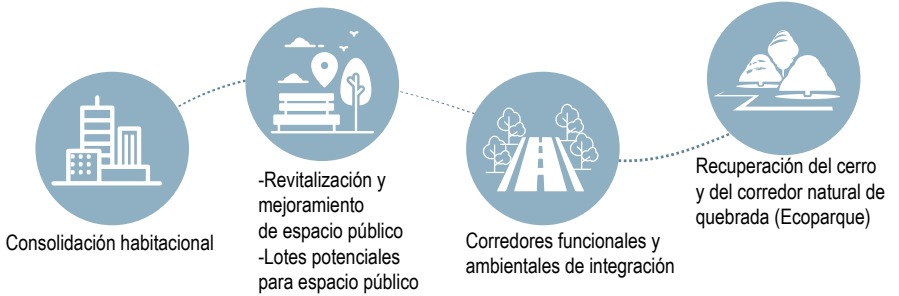 Consolidación habitacional
-Revitalización y
mejoramiento
de espacio público
-Lotes potenciales
para espacio público
Corredores funcionales y
ambientales de integración
Recuperación del cerro
y del corredor natural de
quebrada (Ecoparque)